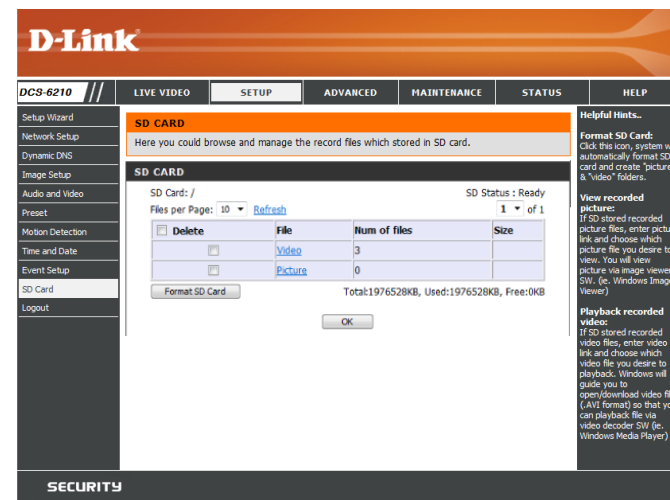 D-Link
DCS-6210 //
LIVE VIDEO
SETUP
ADVANCED
MAINTENANCE
STATUS
HELP
Setup Wizard
Network Setup
Dynamic DNS
Image Setup
Audio and Video
Preset
Motion Detection
Time and Date
Event Setup
SD Card
Logout
SD CARD
Here you could browse and manage the record files which stored in SD card.
SD CARD
SD Card: /
SD Status : Ready
Files per Page: 10 Refresh
1 of 1
Delete File Num of files Size
Video 3
Picture 0
Format SD Card
Total:1976528KB, Used:1976528KB, Free:0KB
OK
Helpful Hints..
Format SD Card:
Click this icon, system
automatically format SD
card and create "picture
& "video" folders.
View recorded
picture:
If SD stored recorded
picture files, enter
link and choose which
picture file you desire to
view. You will view
picture via image viewer
SW. (ie. Windows Image
Viewer)
Playback recorded
video:
If SD stored recorded
video files, enter video
link and choose which
video file you desire to
playback. Windows will
guide you to
open/download video
(.AVI format) so that
can playback file via
video decoder SW (ie.
Windows Media Player)
SECURITY